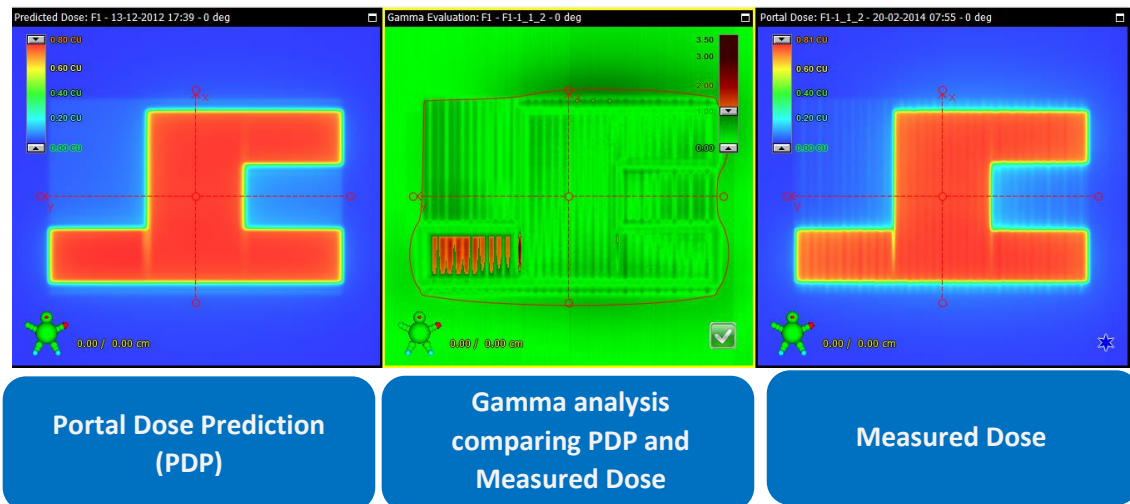 Predicted Dose: F1 - 13-12-2012 17:39 - 0 deg
0.80 CU
0.60 CU
0.40 CU
0.20 CU
0.00 CU
X
Y
0.00 / 0.00 cm
Gamma Evaluation: F1 - F1-1_1_2 - 0 deg
3.50
3.00
2.00
1.00
0.00
X
Y
0.00 / 0.00 cm
Portal Dose: F1-1_1_2 - 20-02-2014 07:55 - 0 deg
0.81 CU
0.60 CU
0.40 CU
0.20 CU
0.00 CU
X
Y
0.00 / 0.00 cm
Portal Dose Prediction
(PDP)
Gamma analysis
comparing PDP and
Measured Dose
Measured Dose